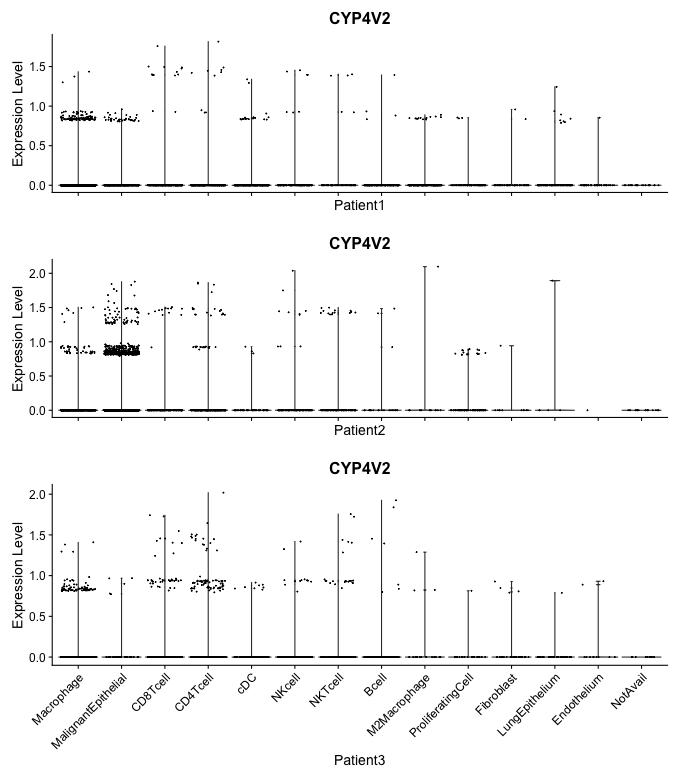 CYP4V2
Expression Level
1.5
1.0
0.5
0.0
Patient1
CYP4V2
Expression Level
2.0
1.5
1.0
0.5
0.0
Patient2
CYP4V2
Expression Level
2.0
1.5
1.0
0.5
0.0
Macrophage
MalignantEpithelial
CD8Tcell
CD4Tcell
cDC
NKcell
NKTcell
Bcell
M2Macrophage
ProliferatingCell
Fibroblast
LungEpithelium
Endothelium
NotAvail
Patient3